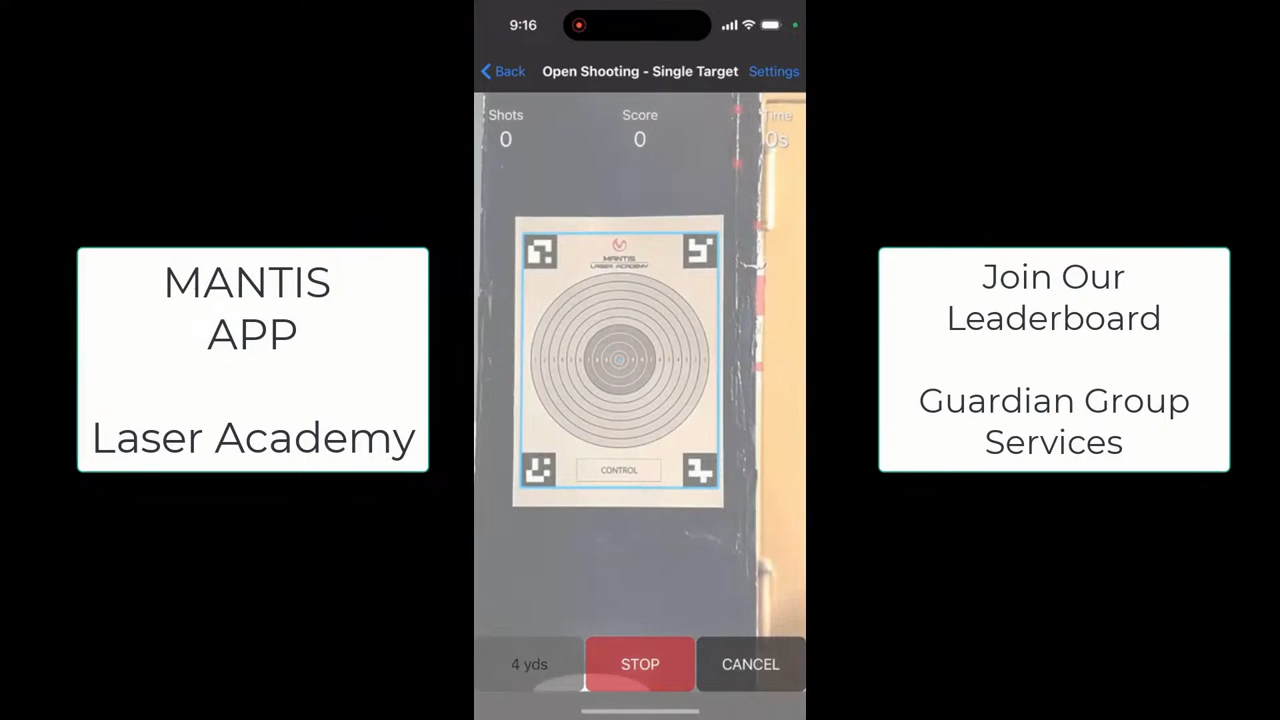 9:16
Back Open Shooting - Single Target Settings
Shots Score Time
0 0 0s
MANTIS
APP
Laser Academy
MANTIS
LASER ACADEMY
CONTROL
Join Our
Leaderboard
Guardian Group
Services
4 yds STOP CANCEL